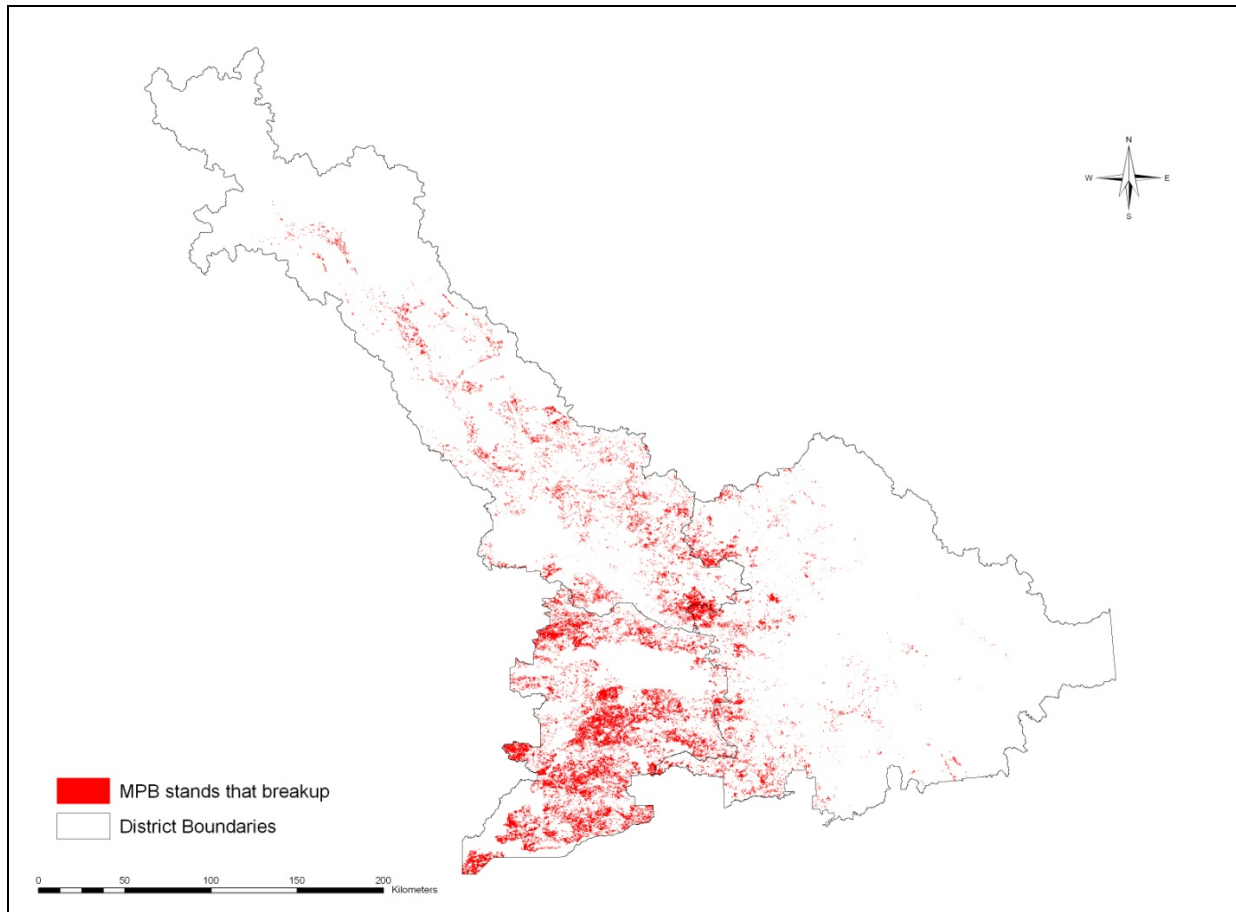 N
W E
S
MPB stands that breakup
District Boundaries
0 50 100 150 200
Kilometers